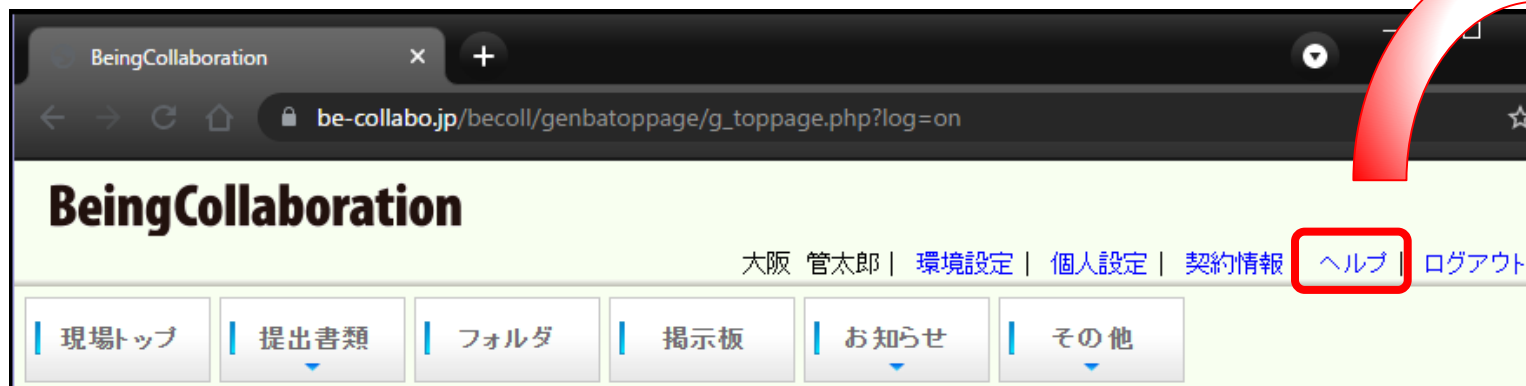 BeingCollaboration
be-collabo.jp/becoll/genbatoppage/g_toppage.php?log=on
BeingCollaboration
大阪 管太郎| 環境設定| 個人設定| 契約情報 ヘルプ| ログアウト
現場トップ 提出書類 フォルダ 掲示板 お知らせ その他